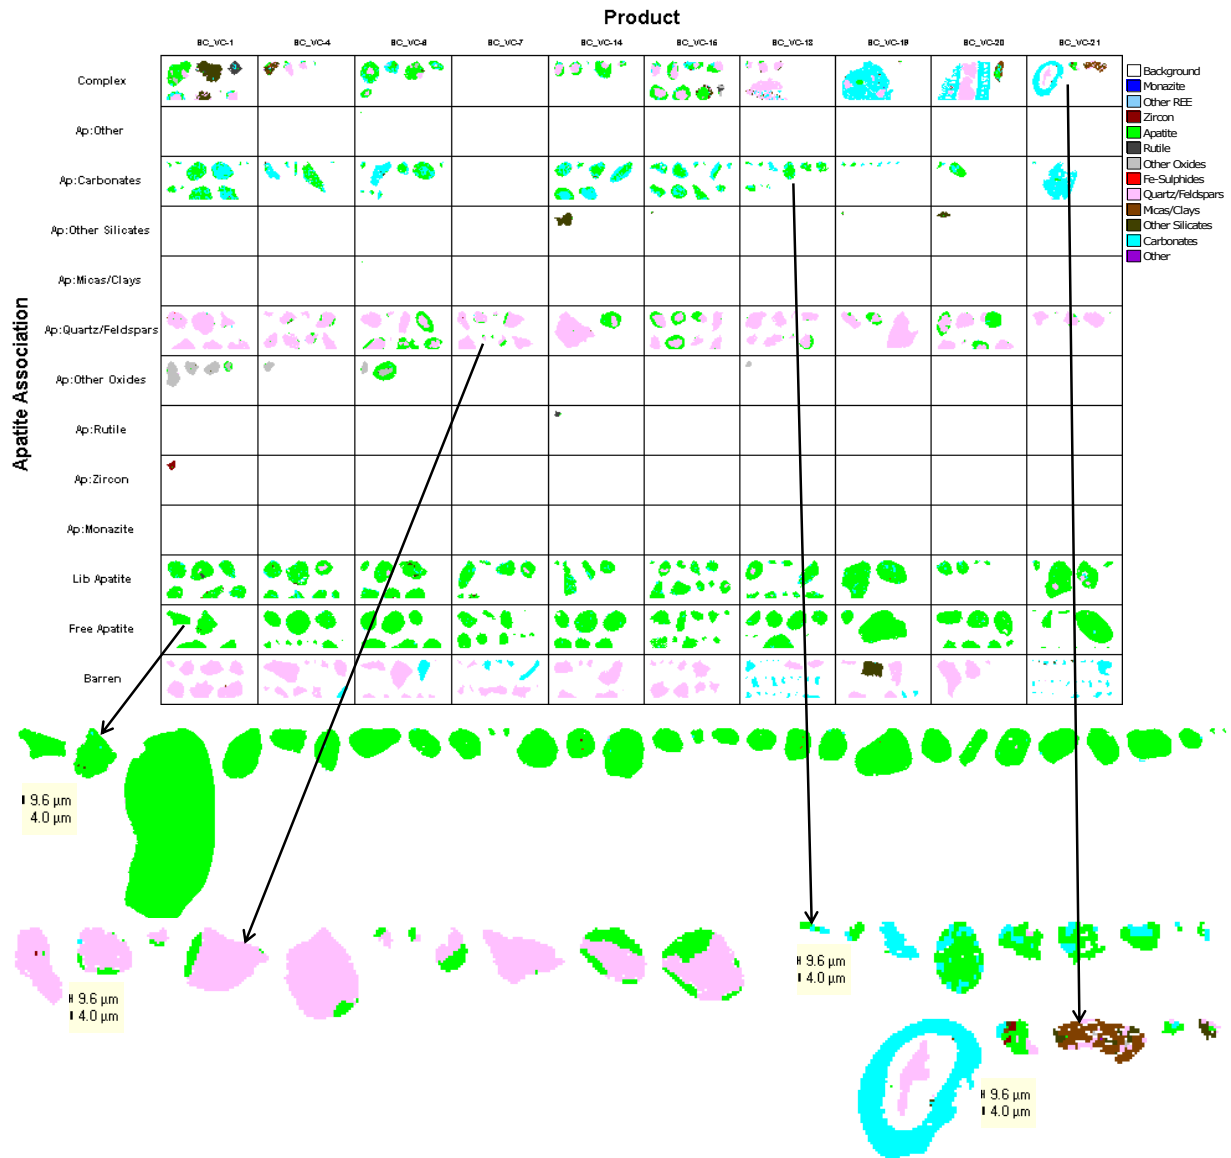 Product
BC_VC-1 BC_VC-4 BC_VC-6 BC_VC-7 BC_VC-14 BC_VC-16 BC_VC-18 BC_VC-19 BC_VC-20 BC_VC-21
Apatite Association
Complex
Ap:Other
Ap:Carbonates
Ap:Other Silicates
Ap:Micas/Clays
Ap:Quartz/Feldspars
Ap:Other Oxides
Ap:Rutile
Ap:Zircon
Ap:Monazite
Lib Apatite
Free Apatite
Barren
Background
Monazite
Other REE
Zircon
Apatite
Rutile
Other Oxides
Fe-Sulphides
Quartz/Feldspars
Micas/Clays
Other Silicates
Carbonates
Other
9.6 µm
4.0 µm
9.6 µm
4.0 µm
9.6 µm
4.0 µm
9.6 µm
4.0 µm